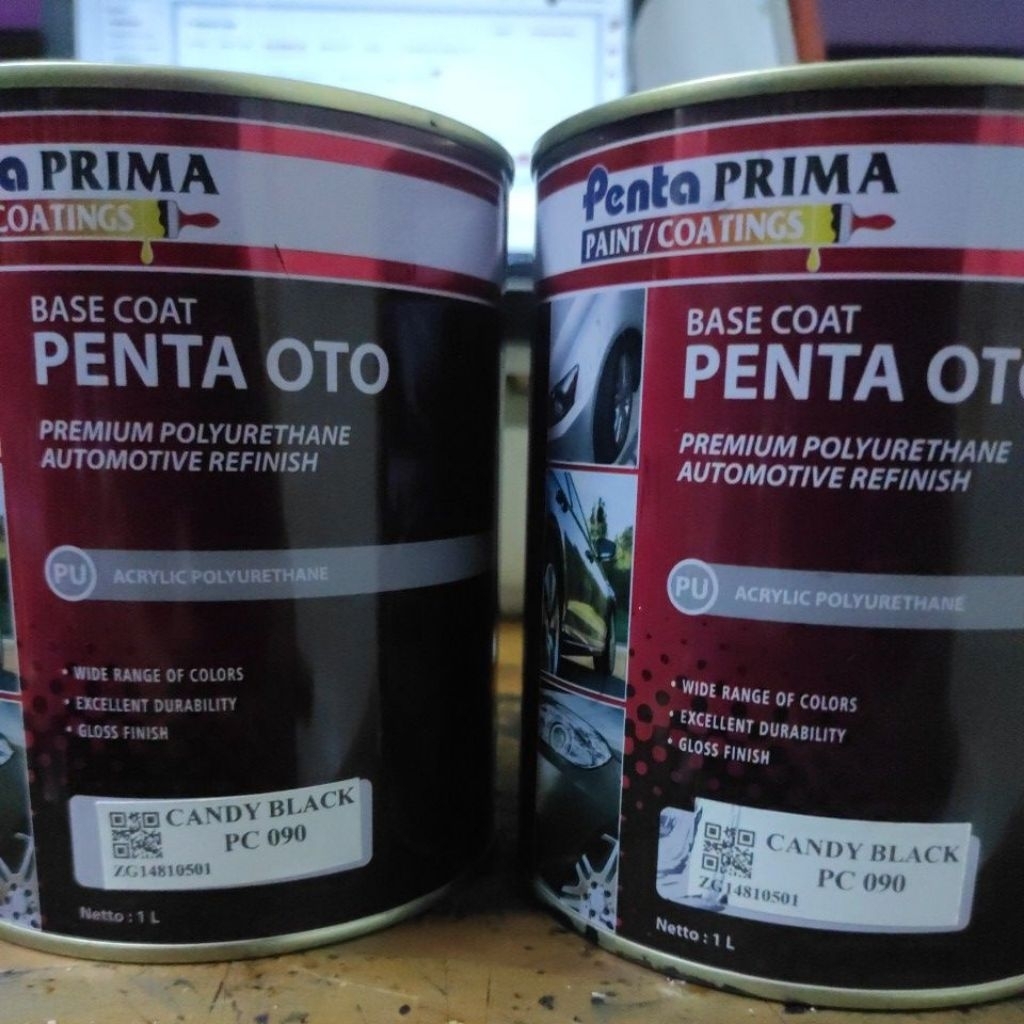 a PRIMA
COATINGS
BASE COAT
PENTA OTO
PREMIUM POLYURETHANE
AUTOMOTIVE REFINISH
PU ACRYLIC POLYURETHANE
• WIDE RANGE OF COLORS
• EXCELLENT DURABILITY
• GLOSS FINISH
CANDY BLACK
PC 090
ZG14810501
Netto : 1 L
Penta PRIMA
PAINT/COATINGS
BASE COAT
PENTA OTO
PREMIUM POLYURETHANE
AUTOMOTIVE REFINISH
PU ACRYLIC POLYURETHANE
• WIDE RANGE OF COLORS
• EXCELLENT DURABILITY
• GLOSS FINISH
CANDY BLACK
PC 090
ZG14810501
Netto : 1 L